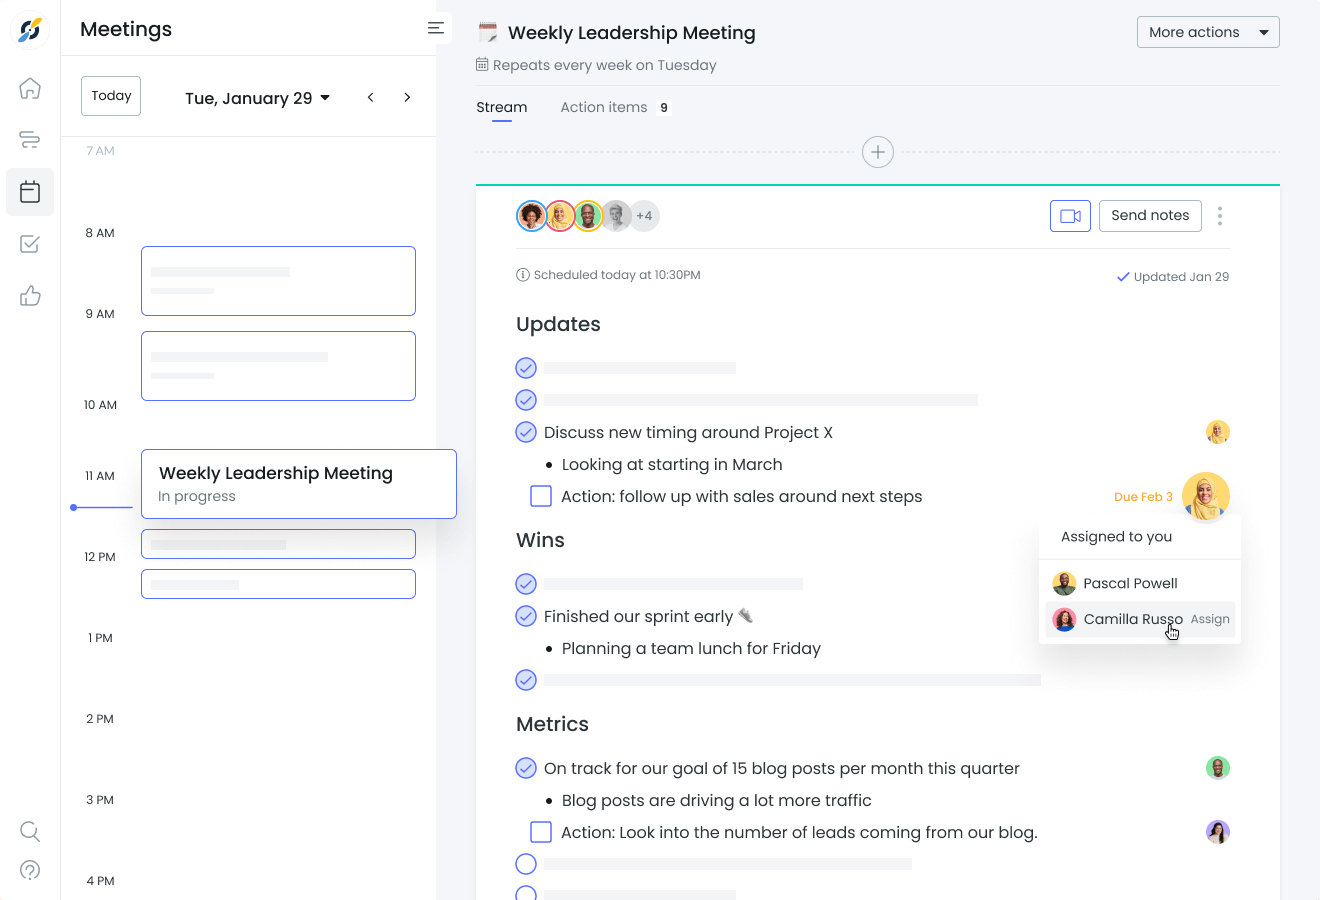 Meetings
Today
Tue, January 29
7 AM
8 AM
9 AM
10 AM
11 AM
Weekly Leadership Meeting
In progress
12 PM
1 PM
2 PM
3 PM
4 PM
Weekly Leadership Meeting
More actions
Repeats every week on Tuesday
Stream
Action items 9
+4
Send notes
Scheduled today at 10:30PM
Updated Jan 29
Updates
Discuss new timing around Project X
Looking at starting in March
Action: follow up with sales around next steps
Due Feb 3
Assigned to you
Pascal Powell
Camilla Russo Assign
Wins
Finished our sprint early
Planning a team lunch for Friday
Metrics
On track for our goal of 15 blog posts per month this quarter
Blog posts are driving a lot more traffic
Action: Look into the number of leads coming from our blog.